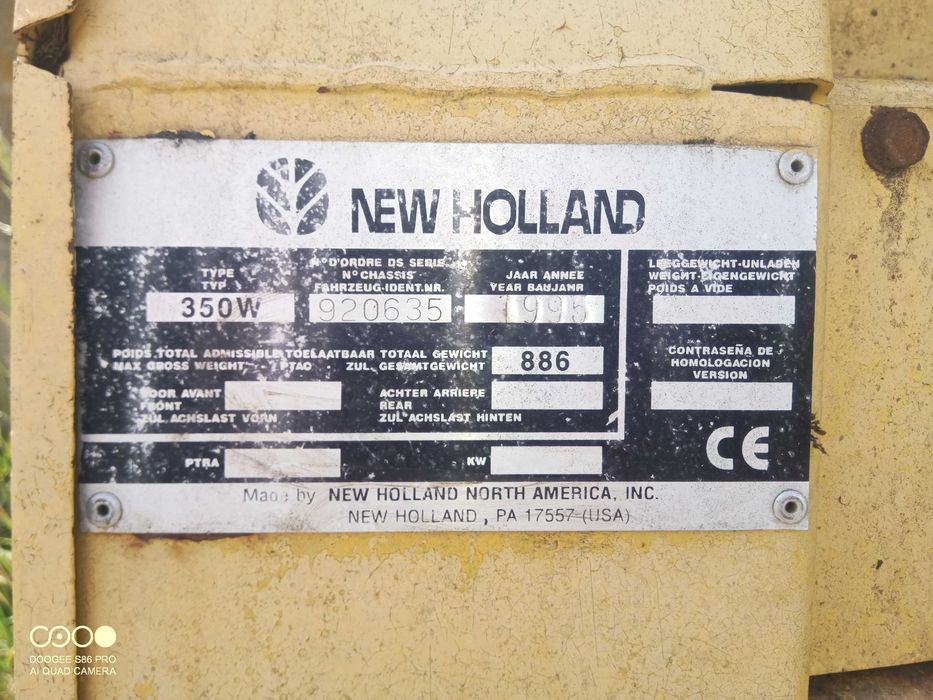 NEW HOLLAND
TYPE
TYP
350W
N° D'ORDRE DS SERIE
N° CHASSIS
FAHRZEUG-IDENT.NR.
920635
JAAR ANNEE
YEAR BAUJAHR
1995
LEEGGEWICHT-UNLADEN
WEIGHT-EIGENGEWICHT
POIDS A VIDE
POIDS TOTAL ADMISSIBLE TOELAATBAAR TOTAAL GEWICHT
MAX GROSS WEIGHT PTAC ZUL. GESAMTGEWICHT
886
CONTRASEÑA DE
HOMOLOGACION
VERSION
VOOR AVANT
FRONT
ZUL ACHSLAST VORN
ACHTER ARRIERE
REAR
ZUL ACHSLAST HINTEN
PTRA
KW
CE
Made by NEW HOLLAND NORTH AMERICA, INC.
NEW HOLLAND, PA 17557 (USA)
DOOGEE S86 PRO
AI QUAD CAMERA